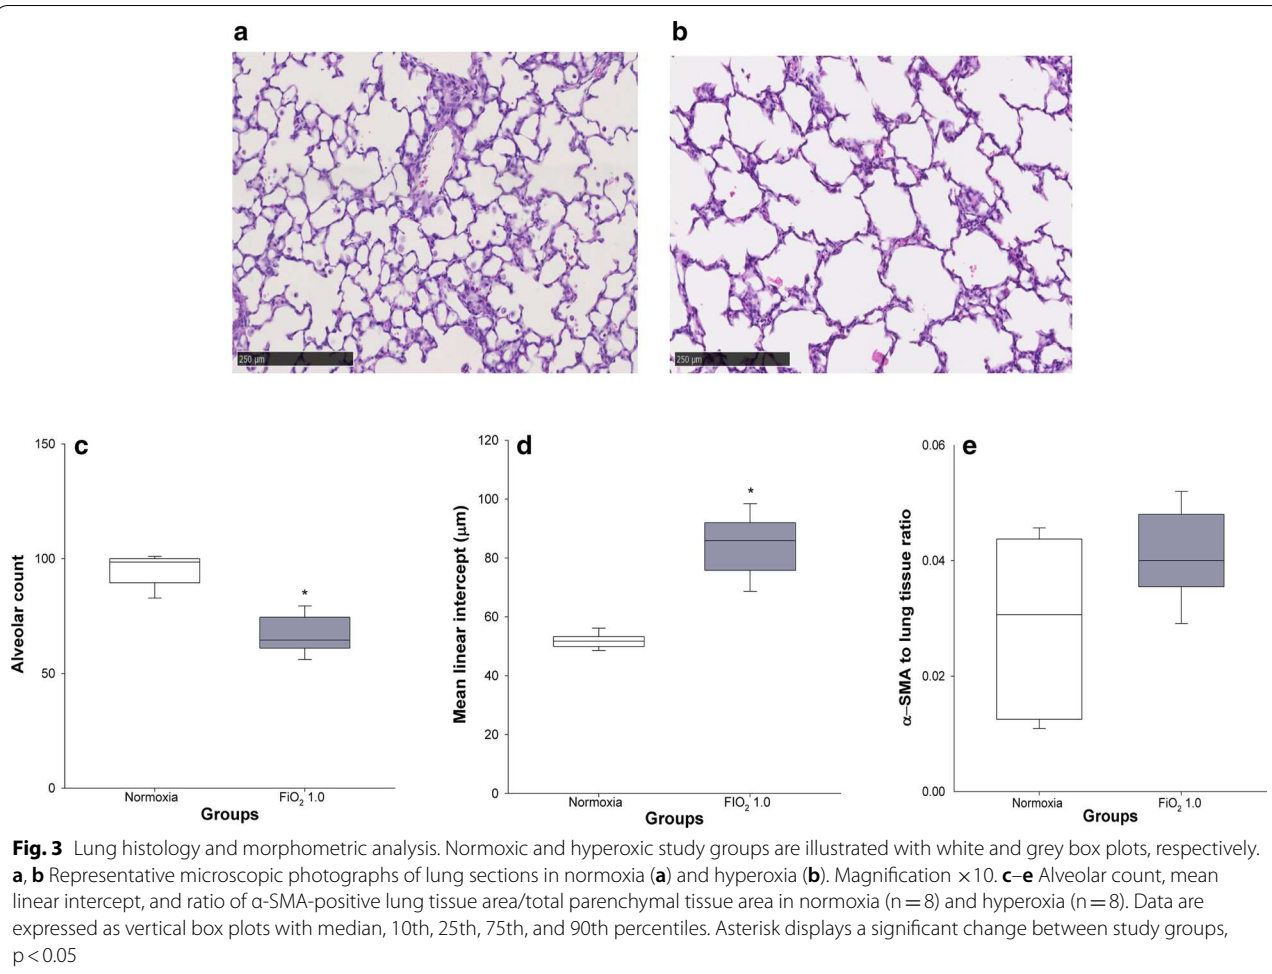 a
b
250 µm
250 µm
c
150
100
50
0
Alveolar count
*
Normoxia
FiO2 1.0
Groups
d
120
100
80
60
40
20
0
Mean linear intercept (µm)
*
Normoxia
FIO2 1.0
Groups
e
0.06
0.04
0.02
0.00
α–SMA to lung tissue ratio
Normoxia
FiO2 1.0
Groups
Fig. 3 Lung histology and morphometric analysis. Normoxic and hyperoxic study groups are illustrated with white and grey box plots, respectively.
a, b Representative microscopic photographs of lung sections in normoxia (a) and hyperoxia (b). Magnification ×10. c–e Alveolar count, mean
linear intercept, and ratio of α-SMA-positive lung tissue area/total parenchymal tissue area in normoxia (n = 8) and hyperoxia (n = 8). Data are
expressed as vertical box plots with median, 10th, 25th, 75th, and 90th percentiles. Asterisk displays a significant change between study groups,
p < 0.05